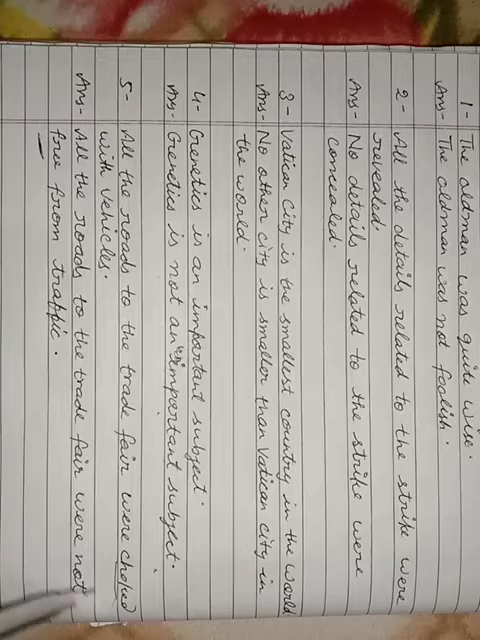 1- The oldman was quite wise.
Ans- The oldman was not foolish.
2- All the details related to the strike were
revealed.
Ans- No details related to the strike were
concealed.
3- Vatican City is the smallest country in the world
Ans- No other city is smaller than Vatican city in
the world.
4- Genetics is an important subject.
Ans- Genetics is not an unimportant subject.
5- All the roads to the trade fair were choked
with vehicles.
Ans- All the roads to the trade fair were not
free from traffic.